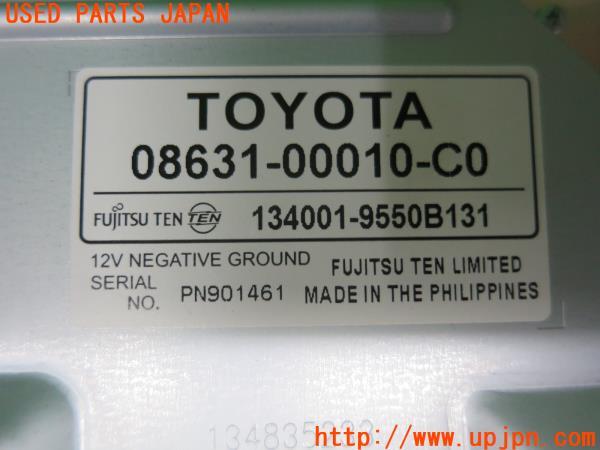 USED PARTS JAPAN
TOYOTA
08631-00010-C0
FUJITSU TEN TEN 134001-9550B131
12V NEGATIVE GROUND
SERIAL NO. PN901461
FUJITSU TEN LIMITED
MADE IN THE PHILIPPINES
http://www.upjpn.com